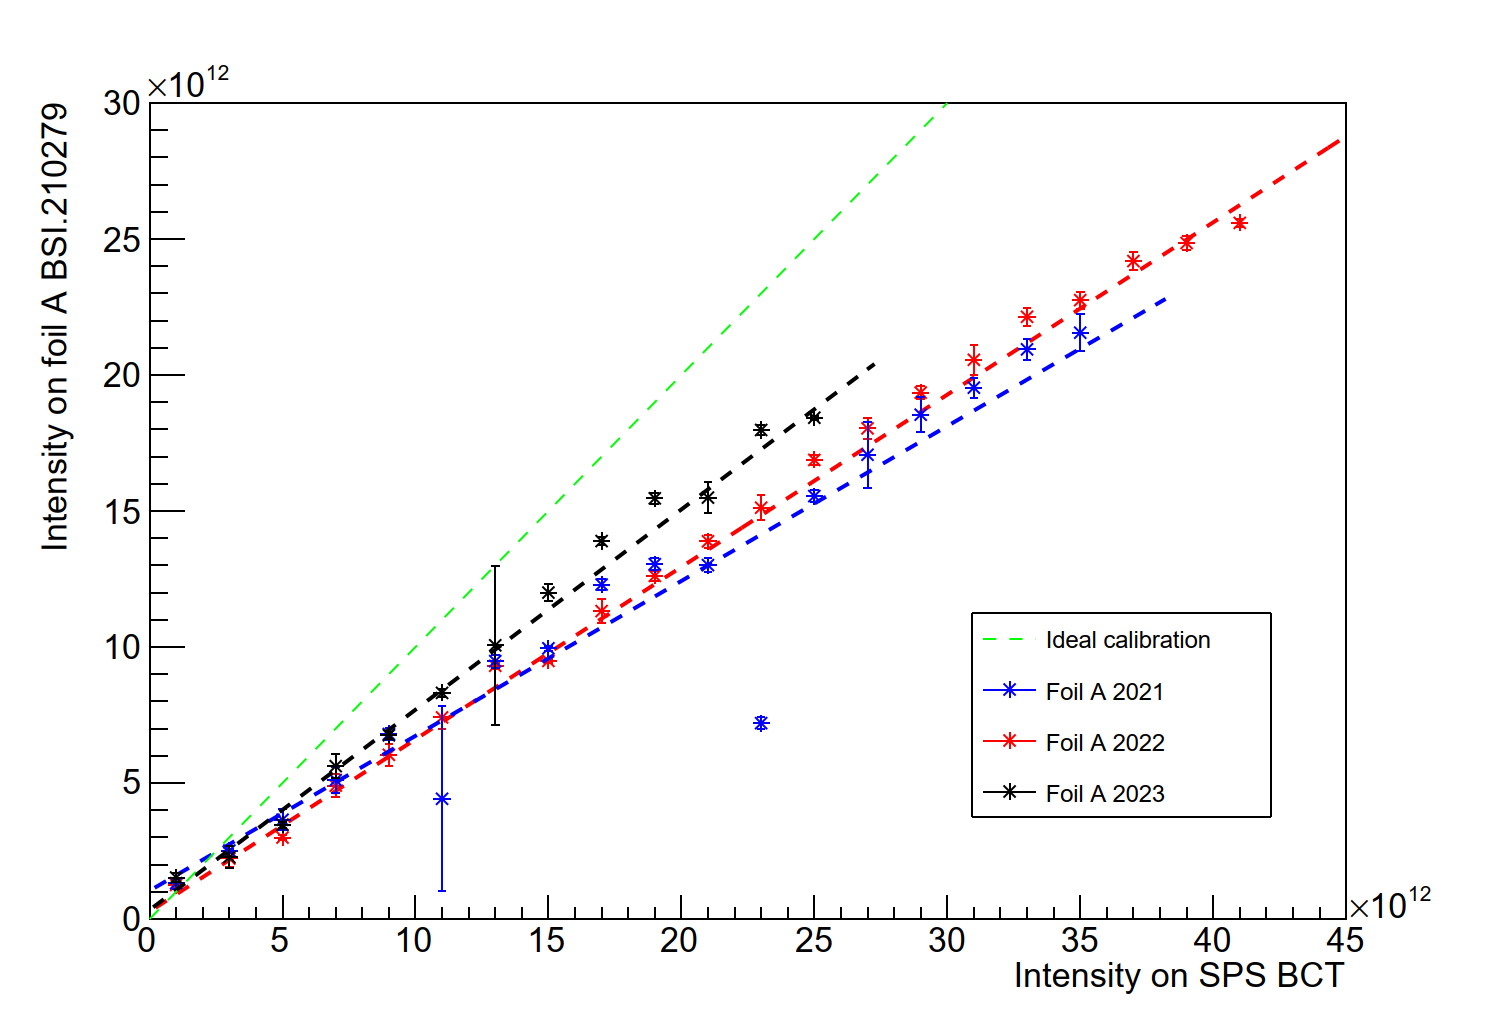 ×10¹²
30
25
20
15
10
5
0
Intensity on foil A BSI.210279
Ideal calibration
Foil A 2021
Foil A 2022
Foil A 2023
0 5 10 15 20 25 30 35 40 45
×10¹²
Intensity on SPS BCT